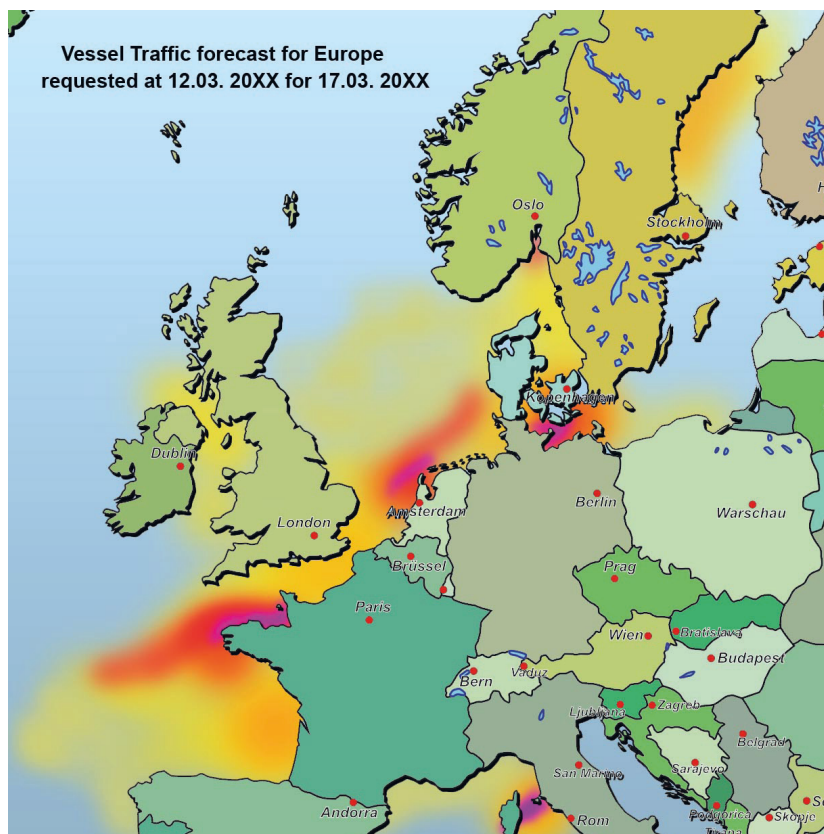 Vessel Traffic forecast for Europe
requested at 12.03. 20XX for 17.03. 20XX
Oslo
Stockholm
H
Kopenhagen
Dublin
Amsterdam
Berlin
Warschau
London
Brüssel
Prag
Paris
Wien
Bratislava
Budapest
Bern
Vaduz
Ljubljana
Zagreb
Belgrad
San Marino
Sarajevo
Andorra
Rom
Podgorica
Skopje
So
Tirana